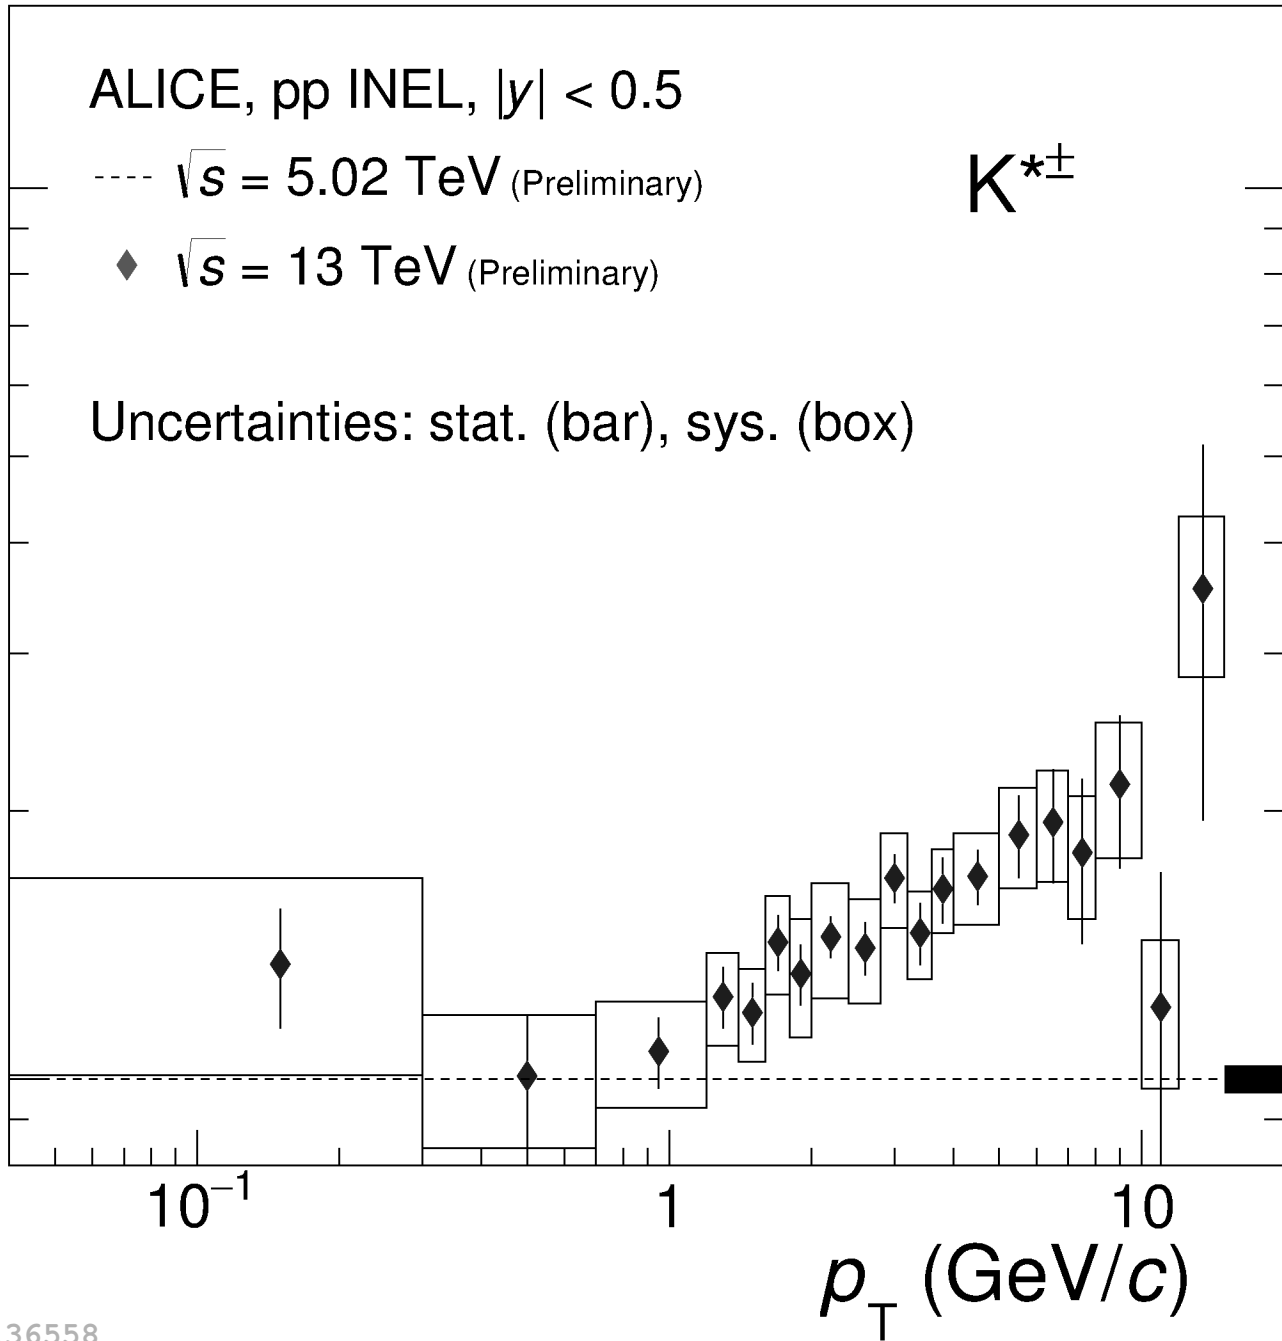 ALICE, pp INEL, |y| < 0.5
√s = 5.02 TeV (Preliminary)
K*±
√s = 13 TeV (Preliminary)
Uncertainties: stat. (bar), sys. (box)
10⁻¹ 1 10
p_T (GeV/c)
36558